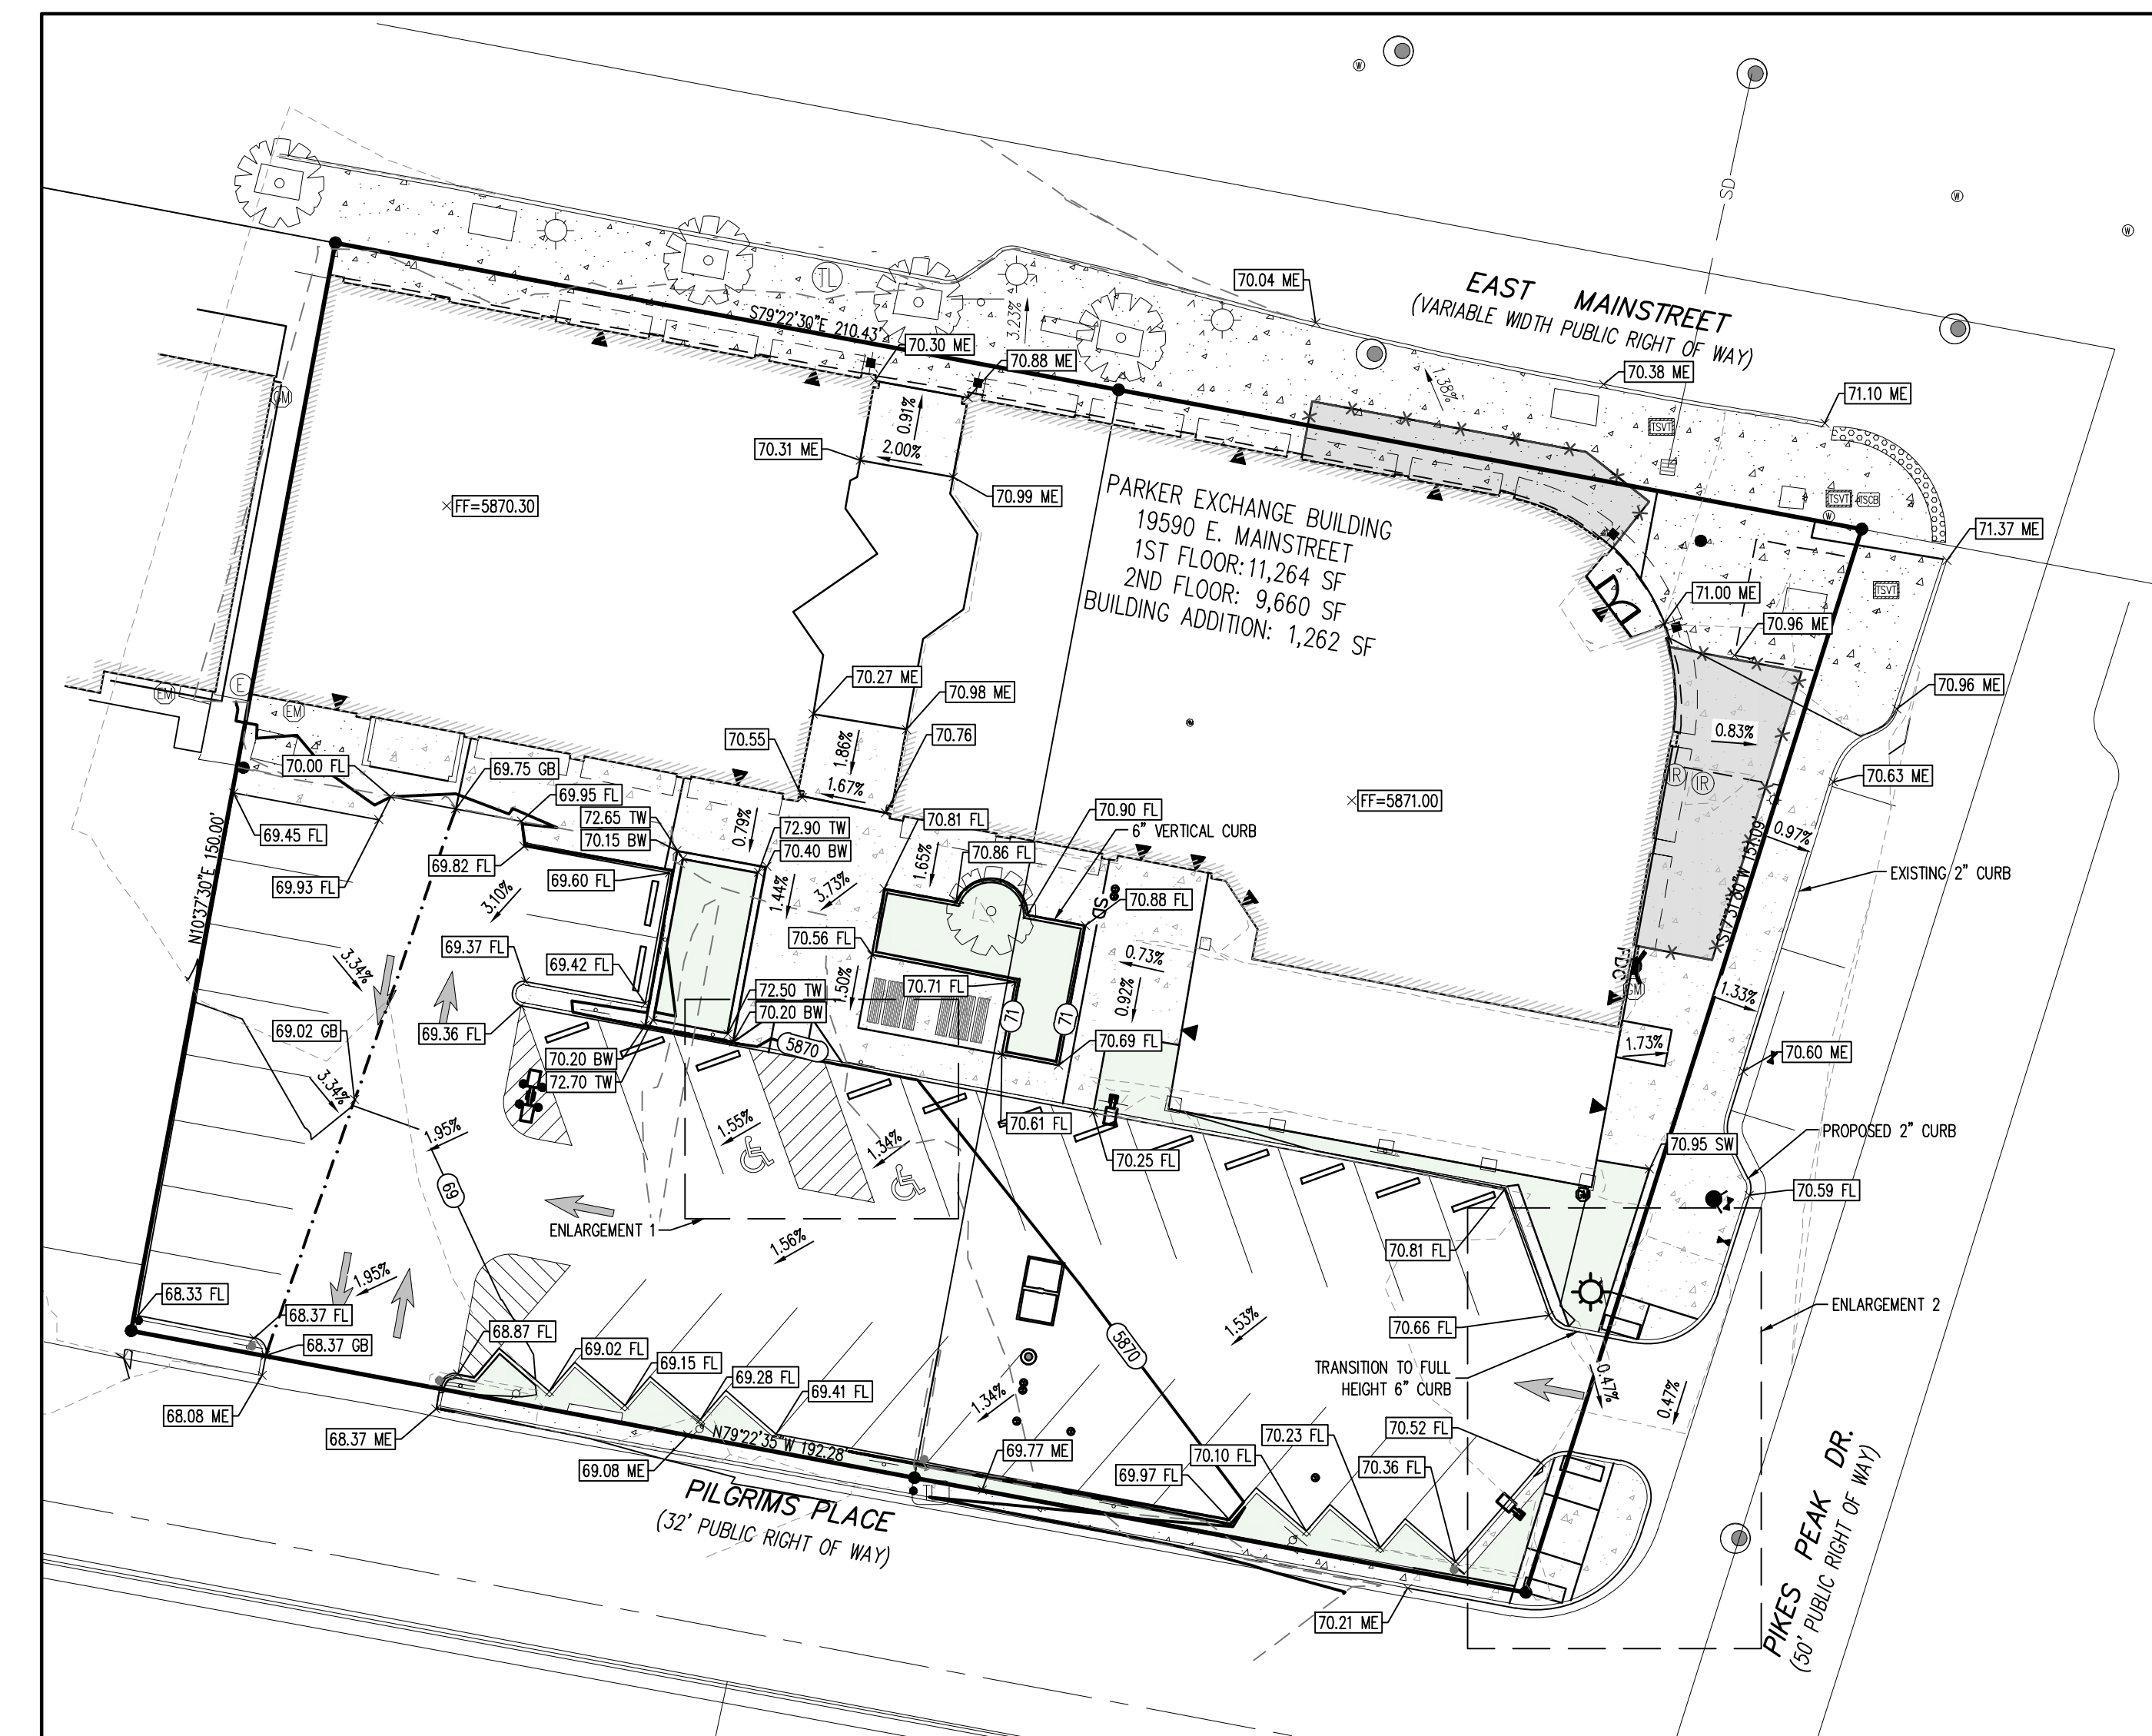 W
W
SD
W
W
EAST MAINSTREET
(VARIABLE WIDTH PUBLIC RIGHT OF WAY)
TL
S79°22'30"E 210.43'
3.23%
70.04 ME
70.30 ME
70.88 ME
70.38 ME
1.38%
71.10 ME
GM
0.91%
2.00%
70.31 ME
70.99 ME
TSVT
TSVT
TSCB
W
FF=5870.30
PARKER EXCHANGE BUILDING
19590 E. MAINSTREET
1ST FLOOR: 11,264 SF
2ND FLOOR: 9,660 SF
BUILDING ADDITION: 1,262 SF
71.37 ME
TSVT
71.00 ME
70.96 ME
70.96 ME
EM
E
EM
70.27 ME
70.98 ME
70.55
70.76
1.86%
1.67%
0.83%
IR
IR
70.63 ME
70.00 FL
69.75 GB
69.95 FL
72.65 TW
70.15 BW
0.79%
72.90 TW
70.40 BW
70.81 FL
70.90 FL
6" VERTICAL CURB
70.86 FL
FF=5871.00
0.97%
EXISTING 2" CURB
69.45 FL
69.93 FL
69.82 FL
69.60 FL
3.10%
1.44%
3.73%
1.65%
SD
70.88 FL
N10°37'30"E 150.00'
S17°31'80"W 151.09'
3.34%
69.37 FL
69.42 FL
70.56 FL
1.50%
70.71 FL
0.73%
0.92%
FDC
GM
1.33%
72.50 TW
70.20 BW
71
71
69.02 GB
69.36 FL
70.20 BW
72.70 TW
5870
70.69 FL
1.73%
70.60 ME
3.34%
1.95%
1.55%
1.34%
70.61 FL
70.25 FL
70.95 SW
PROPOSED 2" CURB
70.59 FL
69
ENLARGEMENT 1
1.56%
70.81 FL
1.95%
68.33 FL
68.37 FL
68.37 GB
68.87 FL
69.02 FL
69.15 FL
69.28 FL
69.41 FL
5870
1.53%
70.66 FL
ENLARGEMENT 2
TRANSITION TO FULL
HEIGHT 6" CURB
0.47%
0.47%
1.34%
68.08 ME
68.37 ME
69.08 ME
N79°22'35"W 192.28'
69.77 ME
69.97 FL
70.10 FL
70.23 FL
70.36 FL
70.52 FL
PILGRIMS PLACE
(32' PUBLIC RIGHT OF WAY)
70.21 ME
PIKES PEAK DR.
(50' PUBLIC RIGHT OF WAY)